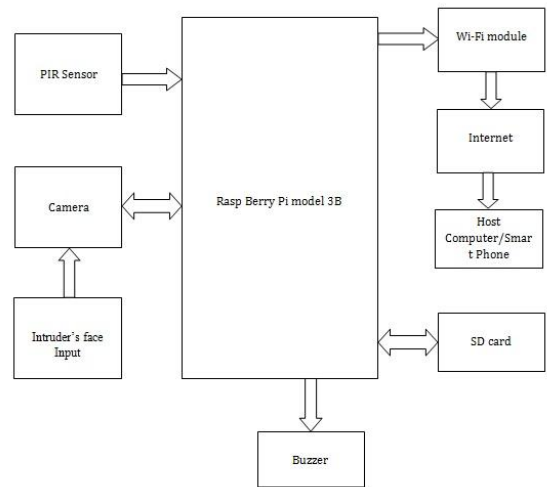 PIR Sensor
Camera
Intruder's face
Input
Rasp Berry Pi model 3B
Buzzer
Wi-Fi module
Internet
Host
Computer/Smar
t Phone
SD card